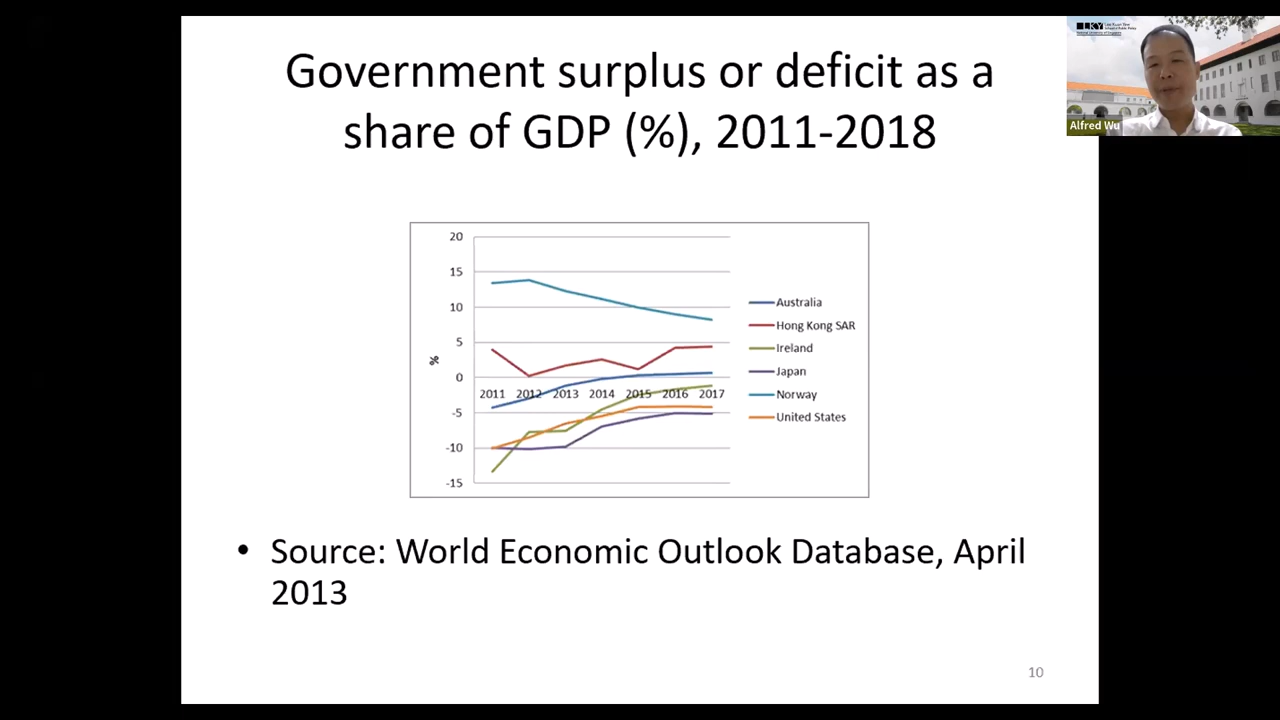 Government surplus or deficit as a
share of GDP (%), 2011-2018
20
15
10
5
0
-5
-10
-15
%
2011 2012 2013 2014 2015 2016 2017
Australia
Hong Kong SAR
Ireland
Japan
Norway
United States
• Source: World Economic Outlook Database, April
2013
10
LKY
Alfred Wu